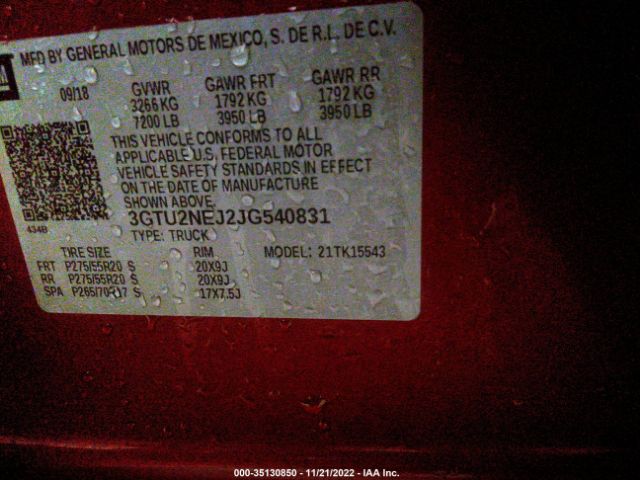 MFD BY GENERAL MOTORS DE MEXICO, S. DE R.L. DE C.V.
09/18 GVWR GAWR FRT GAWR RR
3266 KG 1792 KG 1792 KG
7200 LB 3950 LB 3950 LB
THIS VEHICLE CONFORMS TO ALL
APPLICABLE U.S. FEDERAL MOTOR
VEHICLE SAFETY STANDARDS IN EFFECT
ON THE DATE OF MANUFACTURE
SHOWN ABOVE.
434B 3GTU2NEJ2JG540831
TYPE: TRUCK
TIRE SIZE RIM MODEL: 21TK15543
FRT P275/55R20 S 20X9J
RR P275/55R20 S 20X9J
SPA P265/70R17 S 17X7.5J
000-35130850 - 11/21/2022 - IAA Inc.